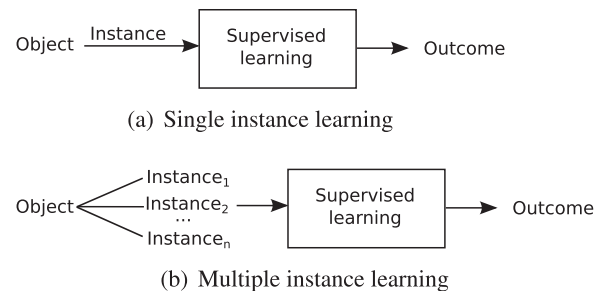 Object
Instance
Supervised
learning
Outcome
(a) Single instance learning
Object
Instance₁
Instance₂
...
Instanceₙ
Supervised
learning
Outcome
(b) Multiple instance learning